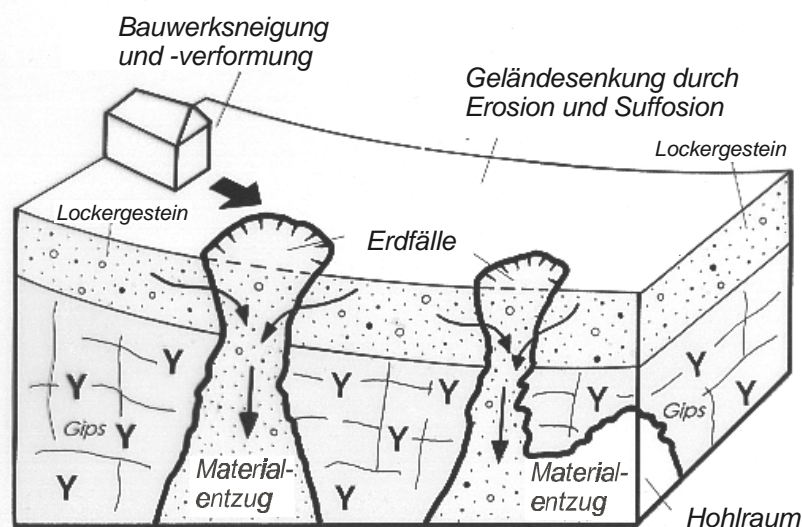 Bauwerksneigung
und -verformung
Geländesenkung durch
Erosion und Suffosion
Lockergestein
Lockergestein
Erdfälle
Y
Y
Y
Y
Y
Y
Y
Y
Gips
Y
Gips
Y
Y
Material-
entzug
Material-
entzug
Hohlraum